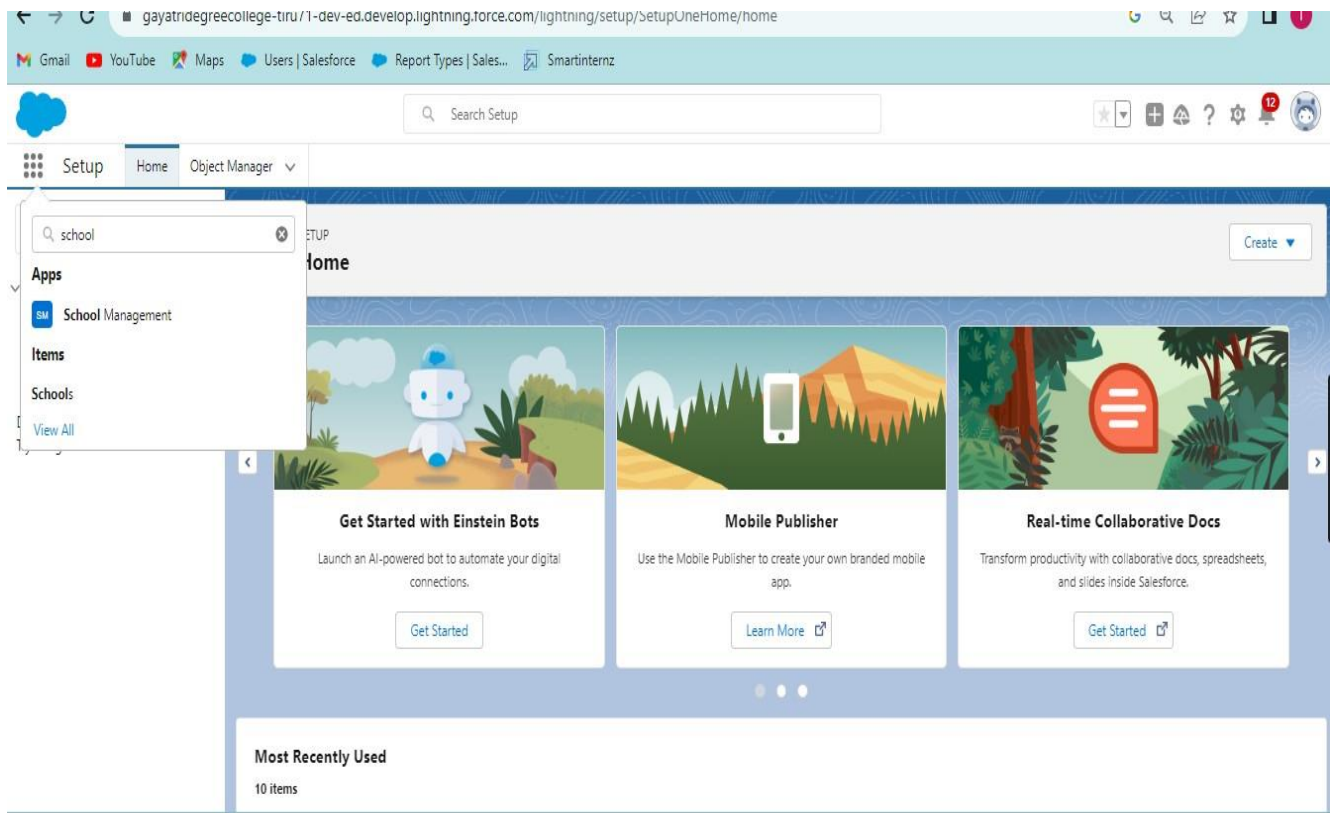 gayatridegreecollege-tiru71-dev-ed.develop.lightning.force.com/lightning/setup/SetupOneHome/home
Gmail YouTube Maps Users | Salesforce Report Types | Sales... Smartinternz
Search Setup
12
Setup Home Object Manager
school
Apps
SM School Management
Items
Schools
View All
ETUP
Home
Create
Get Started with Einstein Bots
Launch an AI-powered bot to automate your digital
connections.
Get Started
Mobile Publisher
Use the Mobile Publisher to create your own branded mobile
app.
Learn More
Real-time Collaborative Docs
Transform productivity with collaborative docs, spreadsheets,
and slides inside Salesforce.
Get Started
Most Recently Used
10 items